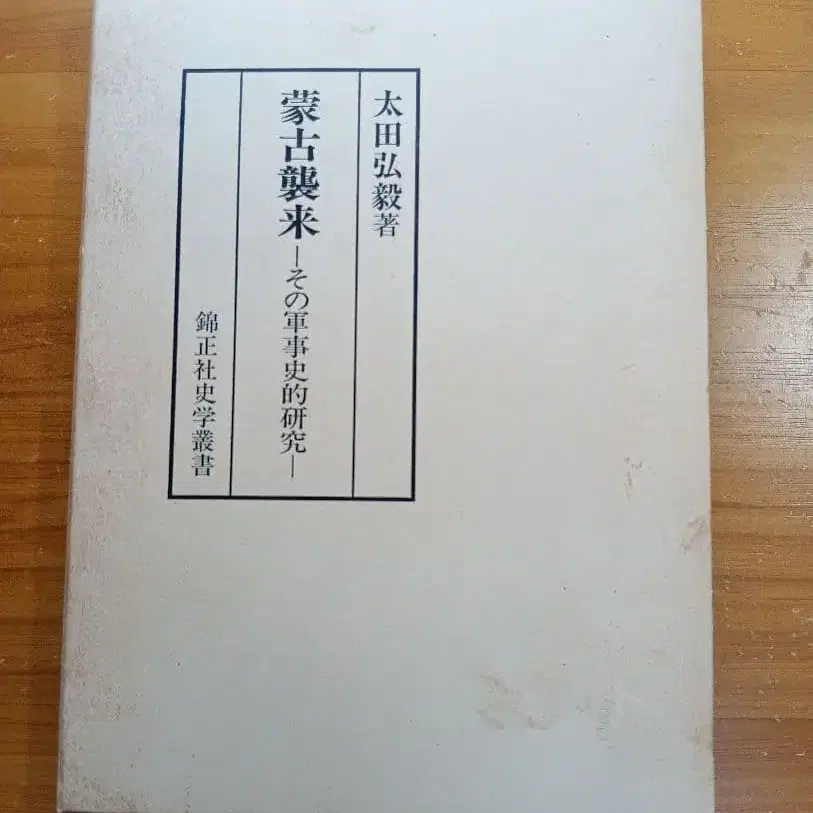 太田弘毅著
蒙古襲来―その軍事史的研究―
錦正社史学叢書